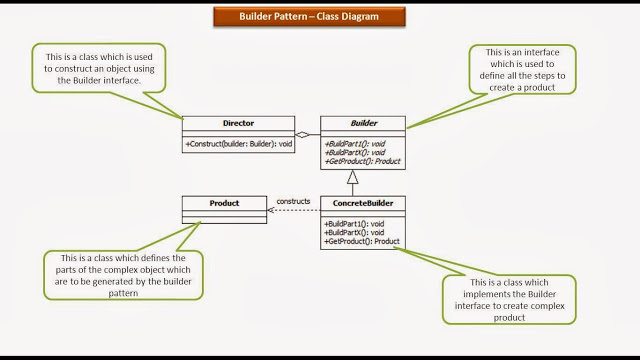 Builder Pattern – Class Diagram
This is a class which is used
to construct an object using
the Builder interface.
This is an interface
which is used to
define all the steps to
create a product
Director
+Construct(builder: Builder): void
Builder
+BuildPart1(): void
+BuildPartX(): void
+GetProduct(): Product
Product
constructs
ConcreteBuilder
+BuildPart1(): void
+BuildPartX(): void
+GetProduct(): Product
This is a class which defines the
parts of the complex object which
are to be generated by the builder
pattern
This is a class which
implements the Builder
interface to create complex
product